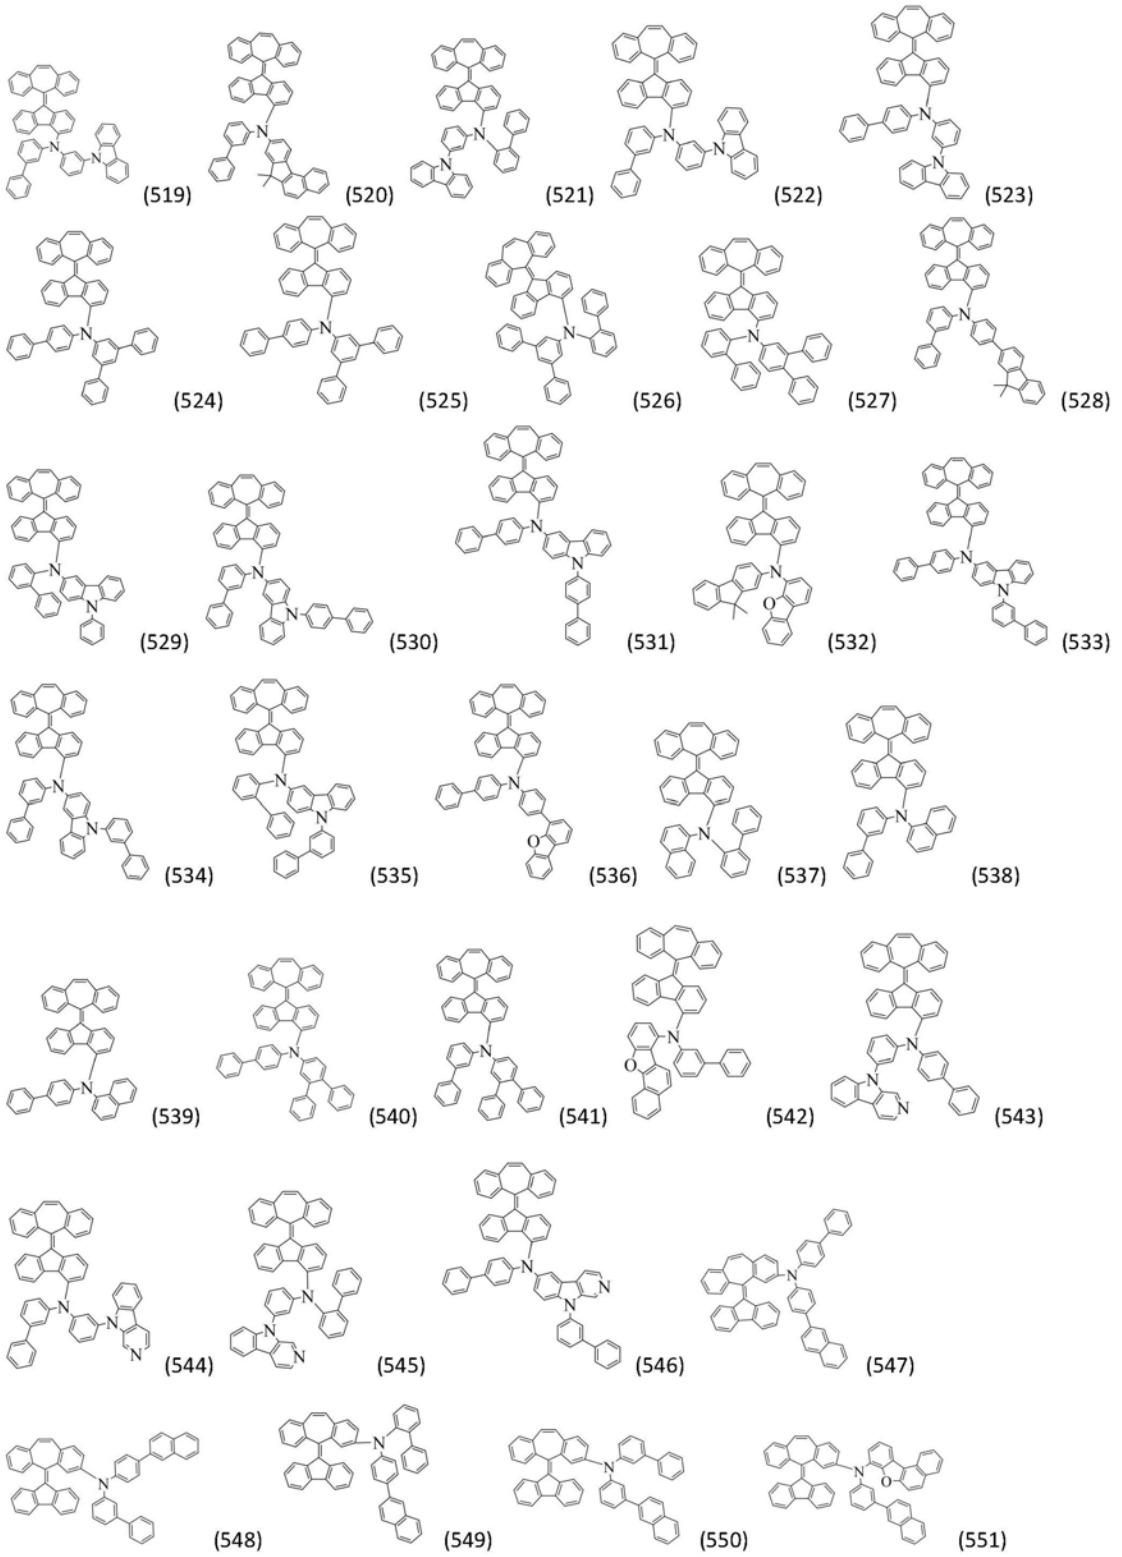 N
N
(519)
N
(520)
N
N
(521)
N
N
(522)
N
N
(523)
N
(524)
N
(525)
N
(526)
N
(527)
N
(528)
N
N
(529)
N
N
(530)
N
N
(531)
N
O
(532)
N
N
(533)
N
N
(534)
N
N
(535)
N
O
(536)
N
(537)
N
(538)
N
(539)
N
(540)
N
(541)
N
O
(542)
N
N
N
(543)
N
N
N
(544)
N
N
N
(545)
N
N
N
(546)
N
(547)
N
(548)
N
(549)
N
(550)
N
O
(551)